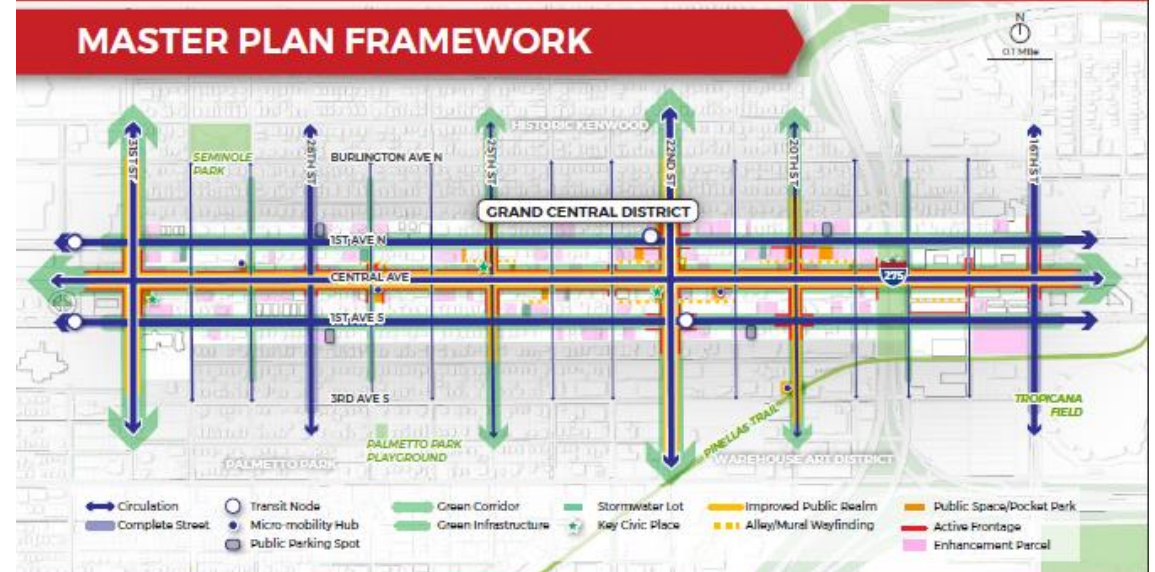 MASTER PLAN FRAMEWORK
N
0.1 Mile
HISTORIC KENWOOD
31ST ST
SEMINOLE
PARK
28TH ST
BURLINGTON AVE N
25TH ST
22ND ST
20TH ST
16TH ST
GRAND CENTRAL DISTRICT
1ST AVE N
CENTRAL AVE
275
1ST AVE S
3RD AVE S
TROPICANA
FIELD
PINELLAS TRAIL
PALMETTO PARK
PLAYGROUND
PALMETTO PARK
WAREHOUSE ART DISTRICT
Circulation
Complete Street
Transit Node
Micro-mobility Hub
Public Parking Spot
Green Corridor
Green Infrastructure
Stormwater Lot
Key Civic Place
Improved Public Realm
Alley/Mural Wayfinding
Public Space/Pocket Park
Active Frontage
Enhancement Parcel